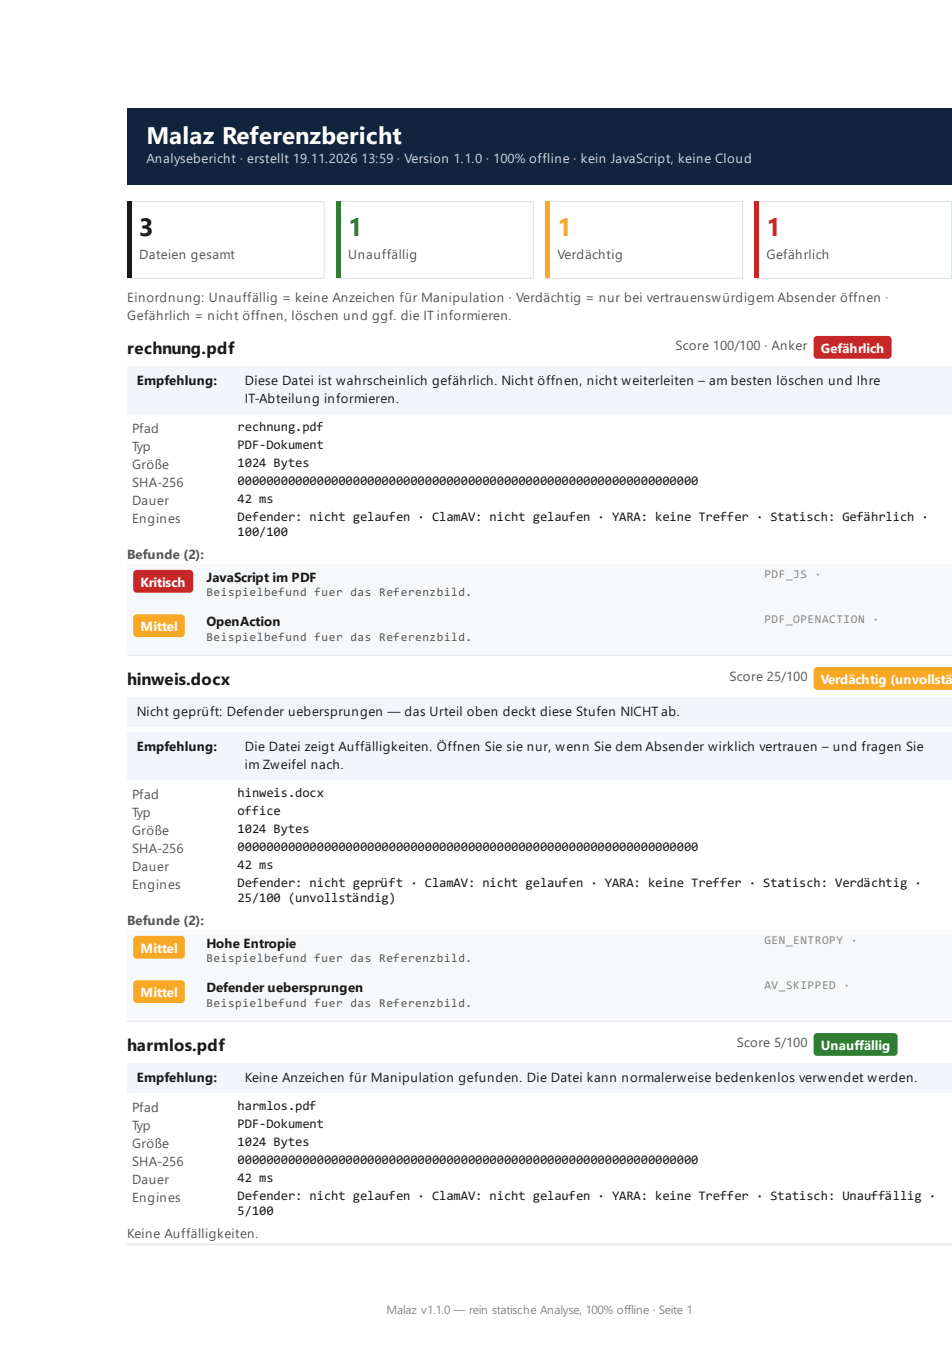 Malaz Referenzbericht
Analysebericht · erstellt 19.11.2026 13:59 · Version 1.1.0 · 100% offline · kein JavaScript, keine Cloud
3
Dateien gesamt
1
Unauffällig
1
Verdächtig
1
Gefährlich
Einordnung: Unauffällig = keine Anzeichen für Manipulation · Verdächtig = nur bei vertrauenswürdigem Absender öffnen ·
Gefährlich = nicht öffnen, löschen und ggf. die IT informieren.
rechnung.pdf Score 100/100 · Anker Gefährlich
Empfehlung: Diese Datei ist wahrscheinlich gefährlich. Nicht öffnen, nicht weiterleiten – am besten löschen und Ihre
IT-Abteilung informieren.
Pfad rechnung.pdf
Typ PDF-Dokument
Größe 1024 Bytes
SHA-256 0000000000000000000000000000000000000000000000000000000000000000
Dauer 42 ms
Engines Defender: nicht gelaufen · ClamAV: nicht gelaufen · YARA: keine Treffer · Statisch: Gefährlich ·
100/100
Befunde (2):
Kritisch JavaScript im PDF PDF_JS ·
Beispielbefund fuer das Referenzbild.
Mittel OpenAction PDF_OPENACTION ·
Beispielbefund fuer das Referenzbild.
hinweis.docx Score 25/100 Verdächtig (unvollstä
Nicht geprüft: Defender uebersprungen — das Urteil oben deckt diese Stufen NICHT ab.
Empfehlung: Die Datei zeigt Auffälligkeiten. Öffnen Sie sie nur, wenn Sie dem Absender wirklich vertrauen – und fragen Sie
im Zweifel nach.
Pfad hinweis.docx
Typ office
Größe 1024 Bytes
SHA-256 0000000000000000000000000000000000000000000000000000000000000000
Dauer 42 ms
Engines Defender: nicht geprüft · ClamAV: nicht gelaufen · YARA: keine Treffer · Statisch: Verdächtig ·
25/100 (unvollständig)
Befunde (2):
Mittel Hohe Entropie GEN_ENTROPY ·
Beispielbefund fuer das Referenzbild.
Mittel Defender uebersprungen AV_SKIPPED ·
Beispielbefund fuer das Referenzbild.
harmlos.pdf Score 5/100 Unauffällig
Empfehlung: Keine Anzeichen für Manipulation gefunden. Die Datei kann normalerweise bedenkenlos verwendet werden.
Pfad harmlos.pdf
Typ PDF-Dokument
Größe 1024 Bytes
SHA-256 0000000000000000000000000000000000000000000000000000000000000000
Dauer 42 ms
Engines Defender: nicht gelaufen · ClamAV: nicht gelaufen · YARA: keine Treffer · Statisch: Unauffällig ·
5/100
Keine Auffälligkeiten.
Malaz v1.1.0 — rein statische Analyse, 100% offline · Seite 1